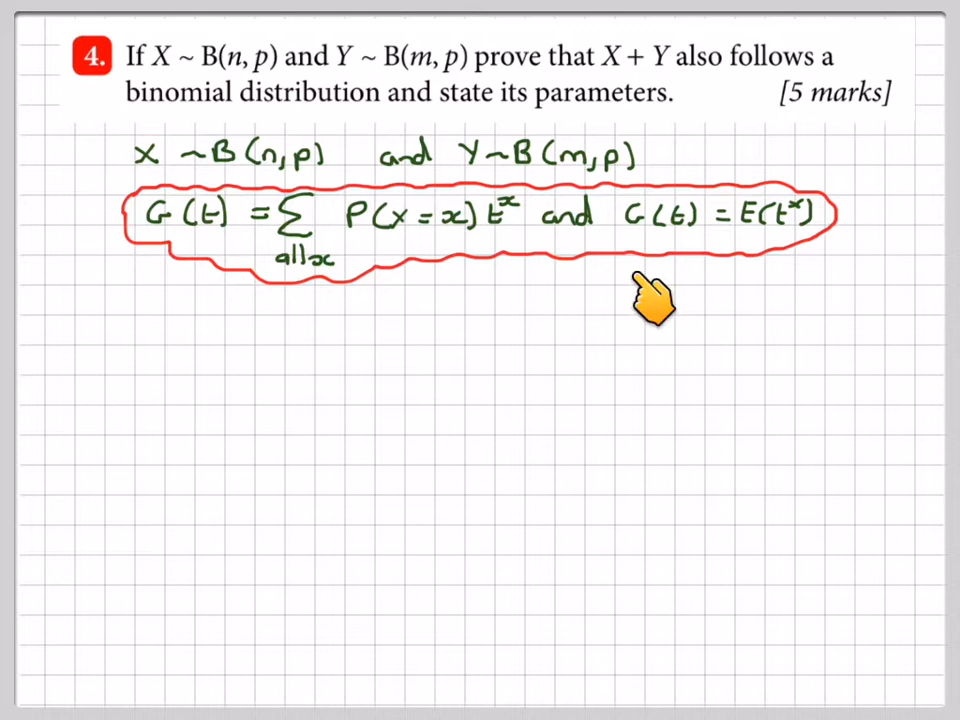 4. If X ~ B(n, p) and Y ~ B(m, p) prove that X + Y also follows a
binomial distribution and state its parameters. [5 marks]
X ~B (n,p) and Y~B (m,p)
G (t) = ∑ P(X = x) t^x and G(t) = E(t^x)
all x